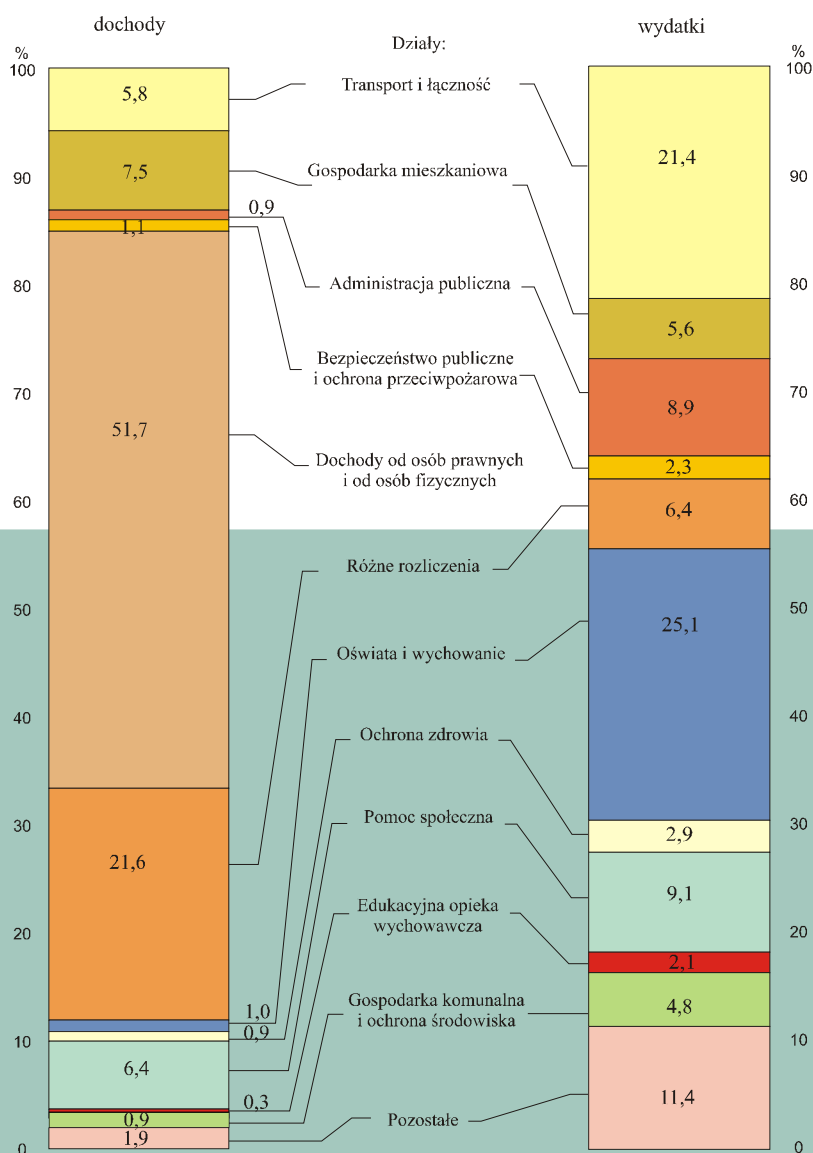 dochody
wydatki
Działy:
%
%
100
100
Transport i łączność
5,8
21,4
Gospodarka mieszkaniowa
7,5
90
90
0,9
1,1
Administracja publiczna
80
80
5,6
Bezpieczeństwo publiczne
i ochrona przeciwpożarowa
70
70
8,9
51,7
Dochody od osób prawnych
i od osób fizycznych
2,3
60
60
6,4
Różne rozliczenia
50
50
25,1
Oświata i wychowanie
40
40
Ochrona zdrowia
30
30
2,9
Pomoc społeczna
21,6
9,1
Edukacyjna opieka
wychowawcza
20
20
2,1
Gospodarka komunalna
i ochrona środowiska
1,0
4,8
0,9
10
10
6,4
0,3
11,4
0,9
Pozostałe
1,9
0
0